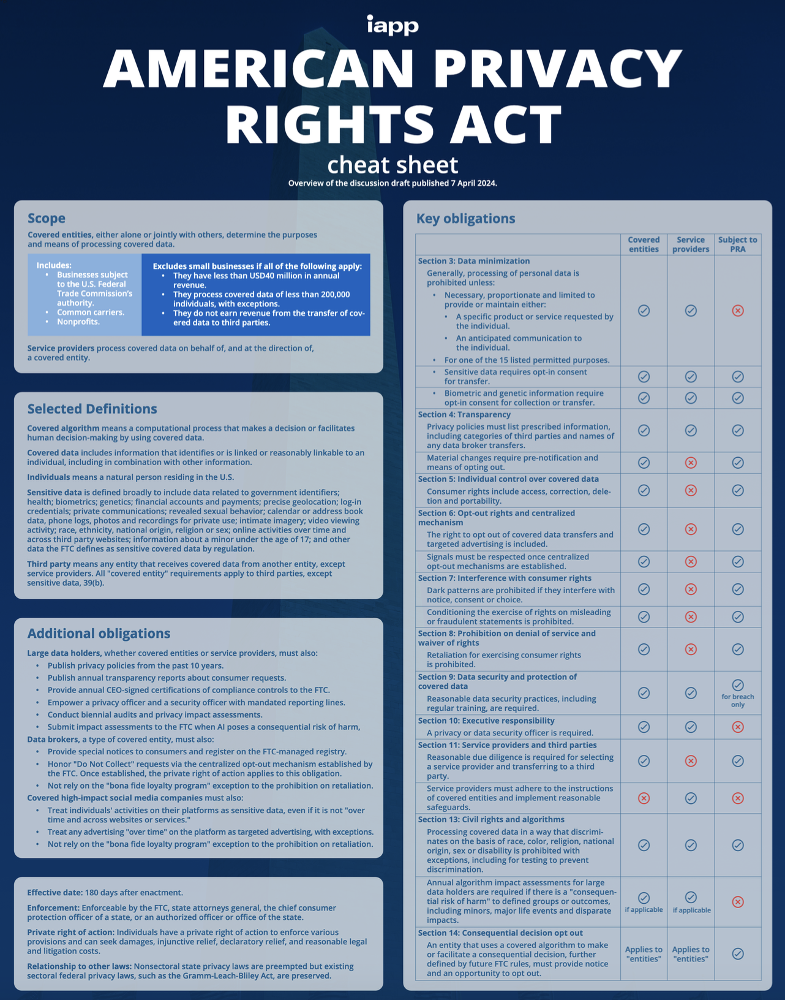 iapp
AMERICAN PRIVACY
RIGHTS ACT
cheat sheet
Overview of the discussion draft published 7 April 2024.
Scope
Covered entities, either alone or jointly with others, determine the purposes
and means of processing covered data.
Includes:
• Businesses subject
to the U.S. Federal
Trade Commission's
authority.
• Common carriers.
• Nonprofits.
Excludes small businesses if all of the following apply:
• They have less than USD40 million in annual
revenue.
• They process covered data of less than 200,000
individuals, with exceptions.
• They do not earn revenue from the transfer of cov-
ered data to third parties.
Service providers process covered data on behalf of, and at the direction of,
a covered entity.
Selected Definitions
Covered algorithm means a computational process that makes a decision or facilitates
human decision-making by using covered data.
Covered data includes information that identifies or is linked or reasonably linkable to an
individual, including in combination with other information.
Individuals means a natural person residing in the U.S.
Sensitive data is defined broadly to include data related to government identifiers;
health; biometrics; genetics; financial accounts and payments; precise geolocation; log-in
credentials; private communications; revealed sexual behavior; calendar or address book
data, phone logs, photos and recordings for private use; intimate imagery; video viewing
activity; race, ethnicity, national origin, religion or sex; online activities over time and
across third party websites; information about a minor under the age of 17; and other
data the FTC defines as sensitive covered data by regulation.
Third party means any entity that receives covered data from another entity, except
service providers. All "covered entity" requirements apply to third parties, except
sensitive data, 39(b).
Additional obligations
Large data holders, whether covered entities or service providers, must also:
• Publish privacy policies from the past 10 years.
• Publish annual transparency reports about consumer requests.
• Provide annual CEO-signed certifications of compliance controls to the FTC.
• Empower a privacy officer and a security officer with mandated reporting lines.
• Conduct biennial audits and privacy impact assessments.
• Submit impact assessments to the FTC when AI poses a consequential risk of harm,
Data brokers, a type of covered entity, must also:
• Provide special notices to consumers and register on the FTC-managed registry.
• Honor "Do Not Collect" requests via the centralized opt-out mechanism established by
the FTC. Once established, the private right of action applies to this obligation.
• Not rely on the "bona fide loyalty program" exception to the prohibition on retaliation.
Covered high-impact social media companies must also:
• Treat individuals' activities on their platforms as sensitive data, even if it is not "over
time and across websites or services."
• Treat any advertising "over time" on the platform as targeted advertising, with exceptions.
• Not rely on the "bona fide loyalty program" exception to the prohibition on retaliation.
Effective date: 180 days after enactment.
Enforcement: Enforceable by the FTC, state attorneys general, the chief consumer
protection officer of a state, or an authorized officer or office of the state.
Private right of action: Individuals have a private right of action to enforce various
provisions and can seek damages, injunctive relief, declaratory relief, and reasonable legal
and litigation costs.
Relationship to other laws: Nonsectoral state privacy laws are preempted but existing
sectoral federal privacy laws, such as the Gramm-Leach-Bliley Act, are preserved.
Key obligations
Covered
entities
Service
providers
Subject to
PRA
Section 3: Data minimization
Generally, processing of personal data is
prohibited unless:
• Necessary, proportionate and limited to
provide or maintain either:
• A specific product or service requested by
the individual.
• An anticipated communication to
the individual.
• For one of the 15 listed permitted purposes.
• Sensitive data requires opt-in consent
for transfer.
• Biometric and genetic information require
opt-in consent for collection or transfer.
Section 4: Transparency
Privacy policies must list prescribed information,
including categories of third parties and names of
any data broker transfers.
Material changes require pre-notification and
means of opting out.
Section 5: Individual control over covered data
Consumer rights include access, correction, dele-
tion and portability.
Section 6: Opt-out rights and centralized
mechanism
The right to opt out of covered data transfers and
targeted advertising is included.
Signals must be respected once centralized
opt-out mechanisms are established.
Section 7: Interference with consumer rights
Dark patterns are prohibited if they interfere with
notice, consent or choice.
Conditioning the exercise of rights on misleading
or fraudulent statements is prohibited.
Section 8: Prohibition on denial of service and
waiver of rights
Retaliation for exercising consumer rights
is prohibited.
Section 9: Data security and protection of
covered data
Reasonable data security practices, including
regular training, are required.
for breach
only
Section 10: Executive responsibility
A privacy or data security officer is required.
Section 11: Service providers and third parties
Reasonable due diligence is required for selecting
a service provider and transferring to a third
party.
Service providers must adhere to the instructions
of covered entities and implement reasonable
safeguards.
Section 13: Civil rights and algorithms
Processing covered data in a way that discrimi-
nates on the basis of race, color, religion, national
origin, sex or disability is prohibited with
exceptions, including for testing to prevent
discrimination.
Annual algorithm impact assessments for large
data holders are required if there is a "consequen-
tial risk of harm" to defined groups or outcomes,
including minors, major life events and disparate
impacts.
if applicable
if applicable
Section 14: Consequential decision opt out
An entity that uses a covered algorithm to make
or facilitate a consequential decision, further
defined by future FTC rules, must provide notice
and an opportunity to opt out.
Applies to
"entities"
Applies to
"entities"